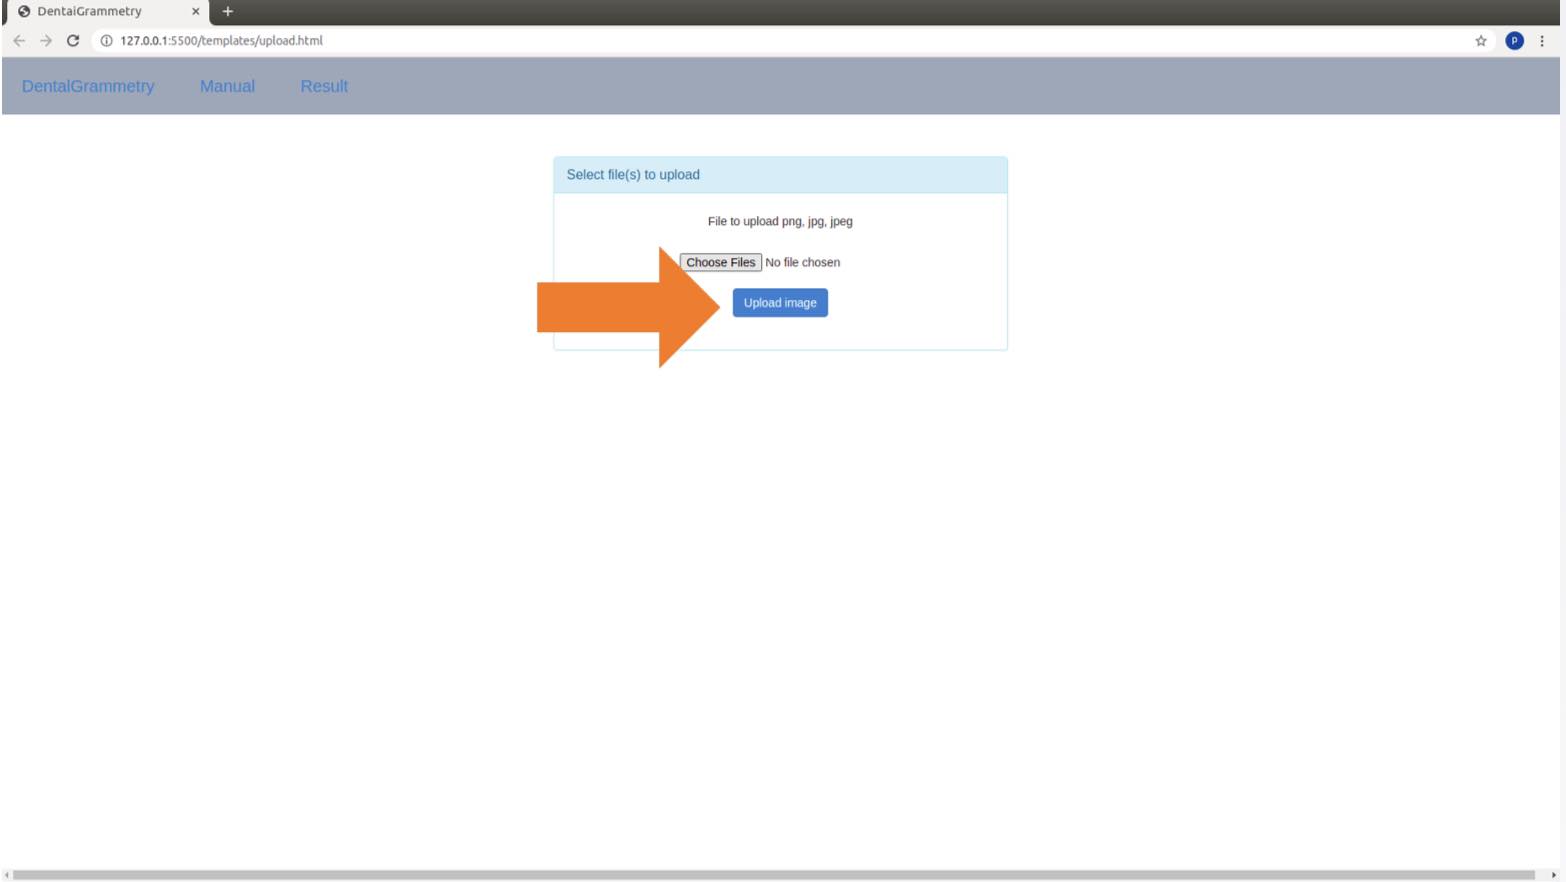 DentalGrammetry
127.0.0.1:5500/templates/upload.html
P
DentalGrammetry Manual Result
Select file(s) to upload
File to upload png, jpg, jpeg
Choose Files No file chosen
Upload image